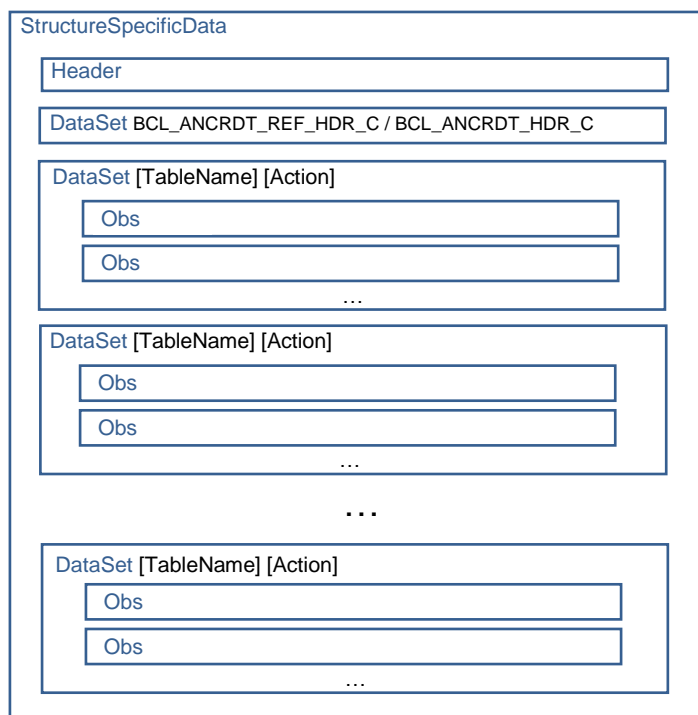 StructureSpecificData
Header
DataSet BCL_ANCRDT_REF_HDR_C / BCL_ANCRDT_HDR_C
DataSet [TableName] [Action]
Obs
Obs
…
DataSet [TableName] [Action]
Obs
Obs
…
...
DataSet [TableName] [Action]
Obs
Obs
…